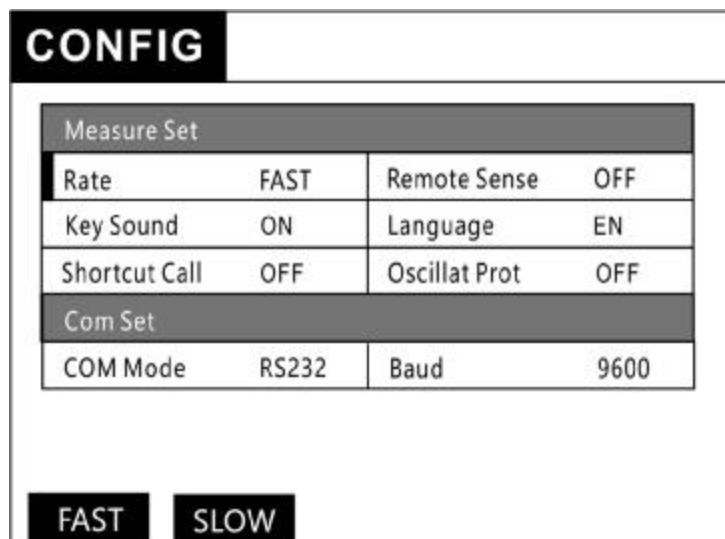 CONFIG
Measure Set
Rate FAST Remote Sense OFF
Key Sound ON Language EN
Shortcut Call OFF Oscillat Prot OFF
Com Set
COM Mode RS232 Baud 9600
FAST SLOW